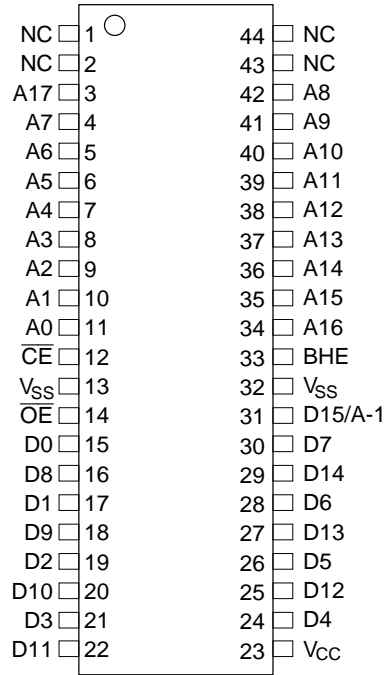 NC 1 44 NC
NC 2 43 NC
A17 3 42 A8
A7 4 41 A9
A6 5 40 A10
A5 6 39 A11
A4 7 38 A12
A3 8 37 A13
A2 9 36 A14
A1 10 35 A15
A0 11 34 A16
CE 12 33 BHE
VSS 13 32 VSS
OE 14 31 D15/A-1
D0 15 30 D7
D8 16 29 D14
D1 17 28 D6
D9 18 27 D13
D2 19 26 D5
D10 20 25 D12
D3 21 24 D4
D11 22 23 VCC